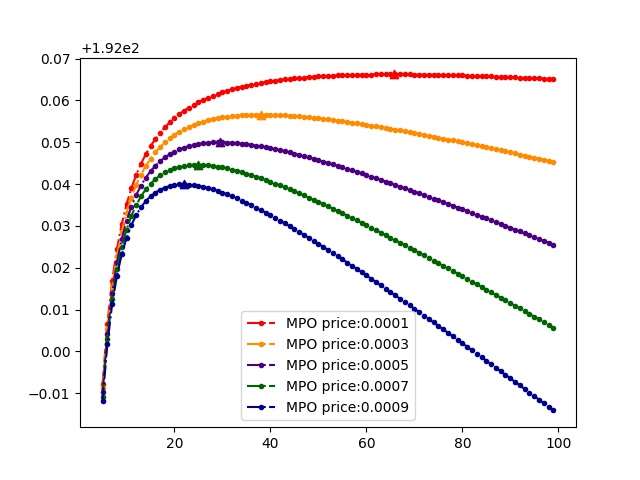 +1.92e2
0.07
0.06
0.05
0.04
0.03
0.02
0.01
0.00
−0.01
MPO price:0.0001
MPO price:0.0003
MPO price:0.0005
MPO price:0.0007
MPO price:0.0009
20 40 60 80 100